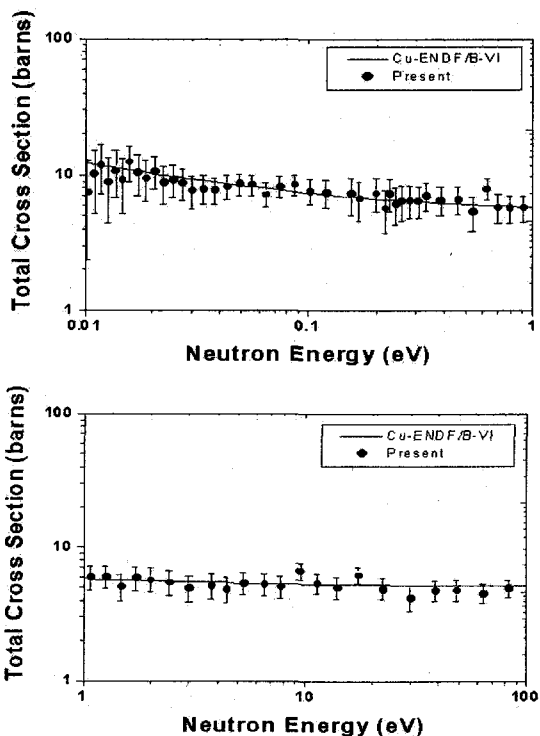 Total Cross Section (barns)
100
10
1
Cu-ENDF/B-VI
Present
0.01
0.1
1
Neutron Energy (eV)
Total Cross Section (barns)
100
10
1
Cu-ENDF/B-VI
Present
1
10
100
Neutron Energy (eV)